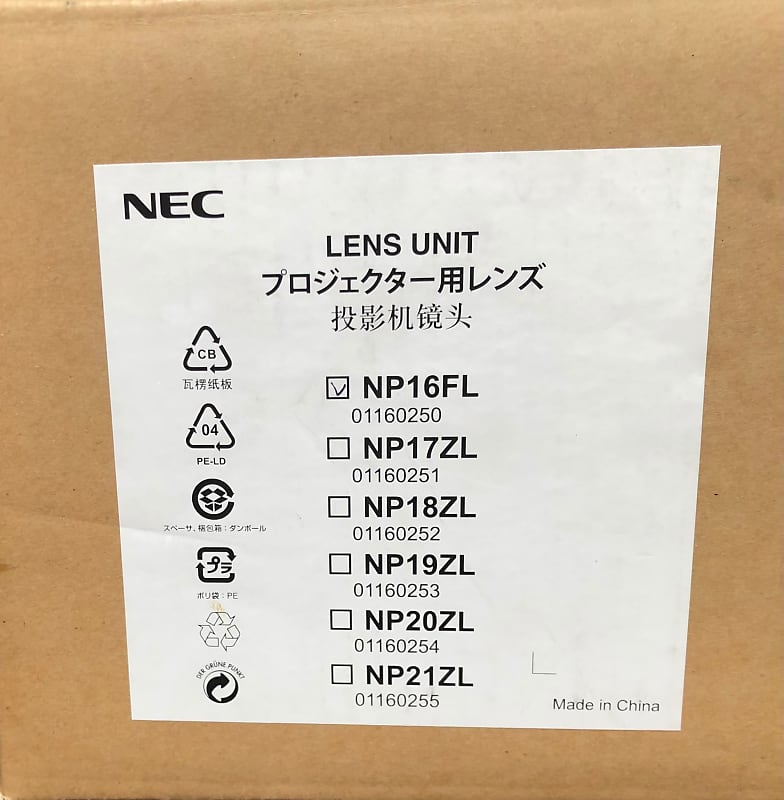 NEC
LENS UNIT
プロジェクター用レンズ
投影机镜头
CB
瓦楞纸板
04
PE-LD
スペーサ、梱包箱：ダンボール
プラ
ポリ袋：PE
DER GRÜNE PUNKT
NP16FL
01160250
NP17ZL
01160251
NP18ZL
01160252
NP19ZL
01160253
NP20ZL
01160254
NP21ZL
01160255
Made in China